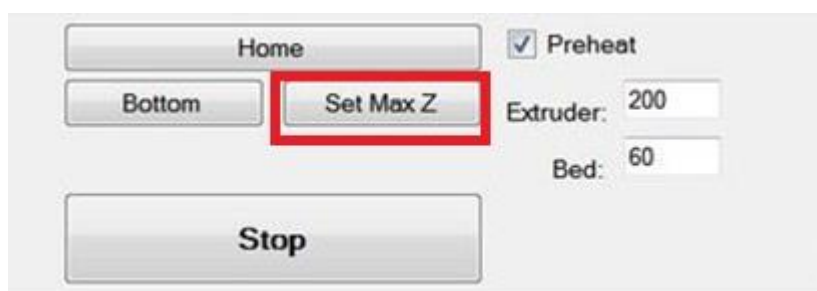 Home
Preheat
Bottom
Set Max Z
Extruder: 200
Bed: 60
Stop